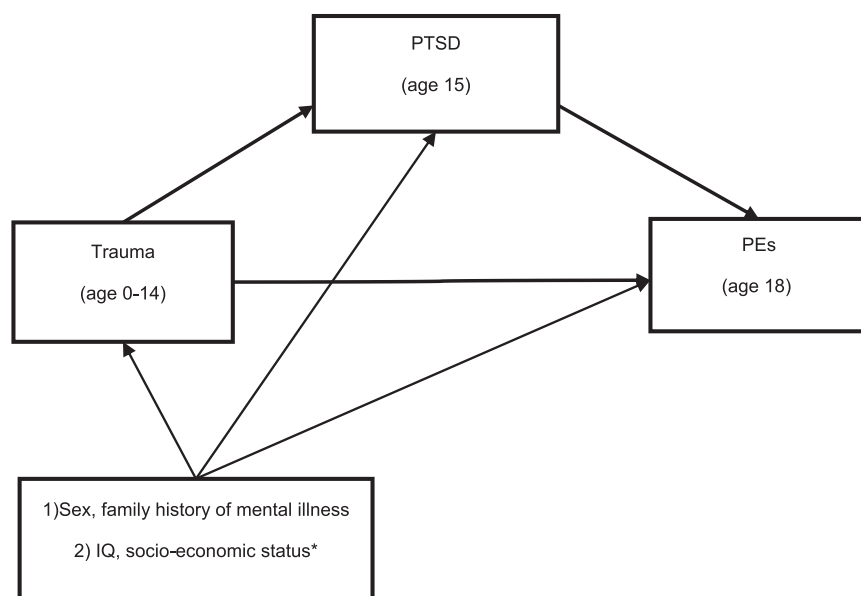 PTSD
(age 15)
Trauma
(age 0-14)
PEs
(age 18)
1)Sex, family history of mental illness
2) IQ, socio-economic status*